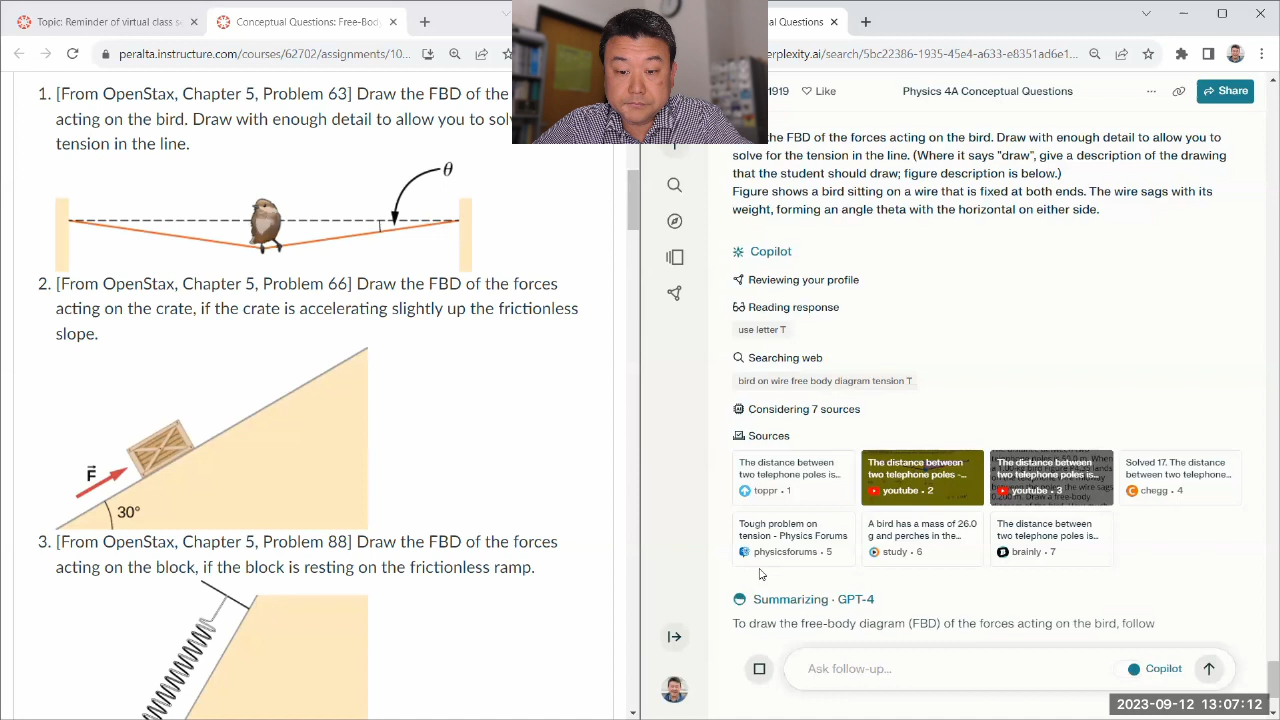 Topic: Reminder of virtual class s
Conceptual Questions: Free-Bod
al Questions
peralta.instructure.com/courses/62702/assignments/10...
erplexity.ai/search/5bc22386-1935-45e4-a633-e8351ad6e1...
1. [From OpenStax, Chapter 5, Problem 63] Draw the FBD of the
acting on the bird. Draw with enough detail to allow you to solv
tension in the line.
θ
2. [From OpenStax, Chapter 5, Problem 66] Draw the FBD of the forces
acting on the crate, if the crate is accelerating slightly up the frictionless
slope.
F
30°
3. [From OpenStax, Chapter 5, Problem 88] Draw the FBD of the forces
acting on the block, if the block is resting on the frictionless ramp.
1919
Like
Physics 4A Conceptual Questions
Share
the FBD of the forces acting on the bird. Draw with enough detail to allow you to
solve for the tension in the line. (Where it says "draw", give a description of the drawing
that the student should draw; figure description is below.)
Figure shows a bird sitting on a wire that is fixed at both ends. The wire sags with its
weight, forming an angle theta with the horizontal on either side.
Copilot
Reviewing your profile
Reading response
use letter T
Searching web
bird on wire free body diagram tension T
Considering 7 sources
Sources
The distance between
two telephone poles is...
toppr • 1
The distance between
two telephone poles -...
youtube • 2
The distance between
two telephone poles is...
youtube • 3
Solved 17. The distance
between two telephone...
chegg • 4
Tough problem on
tension - Physics Forums
physicsforums • 5
A bird has a mass of 26.0
g and perches in the...
study • 6
The distance between
two telephone poles is...
brainly • 7
Summarizing · GPT-4
To draw the free-body diagram (FBD) of the forces acting on the bird, follow
Ask follow-up...
Copilot
2023-09-12 13:07:12